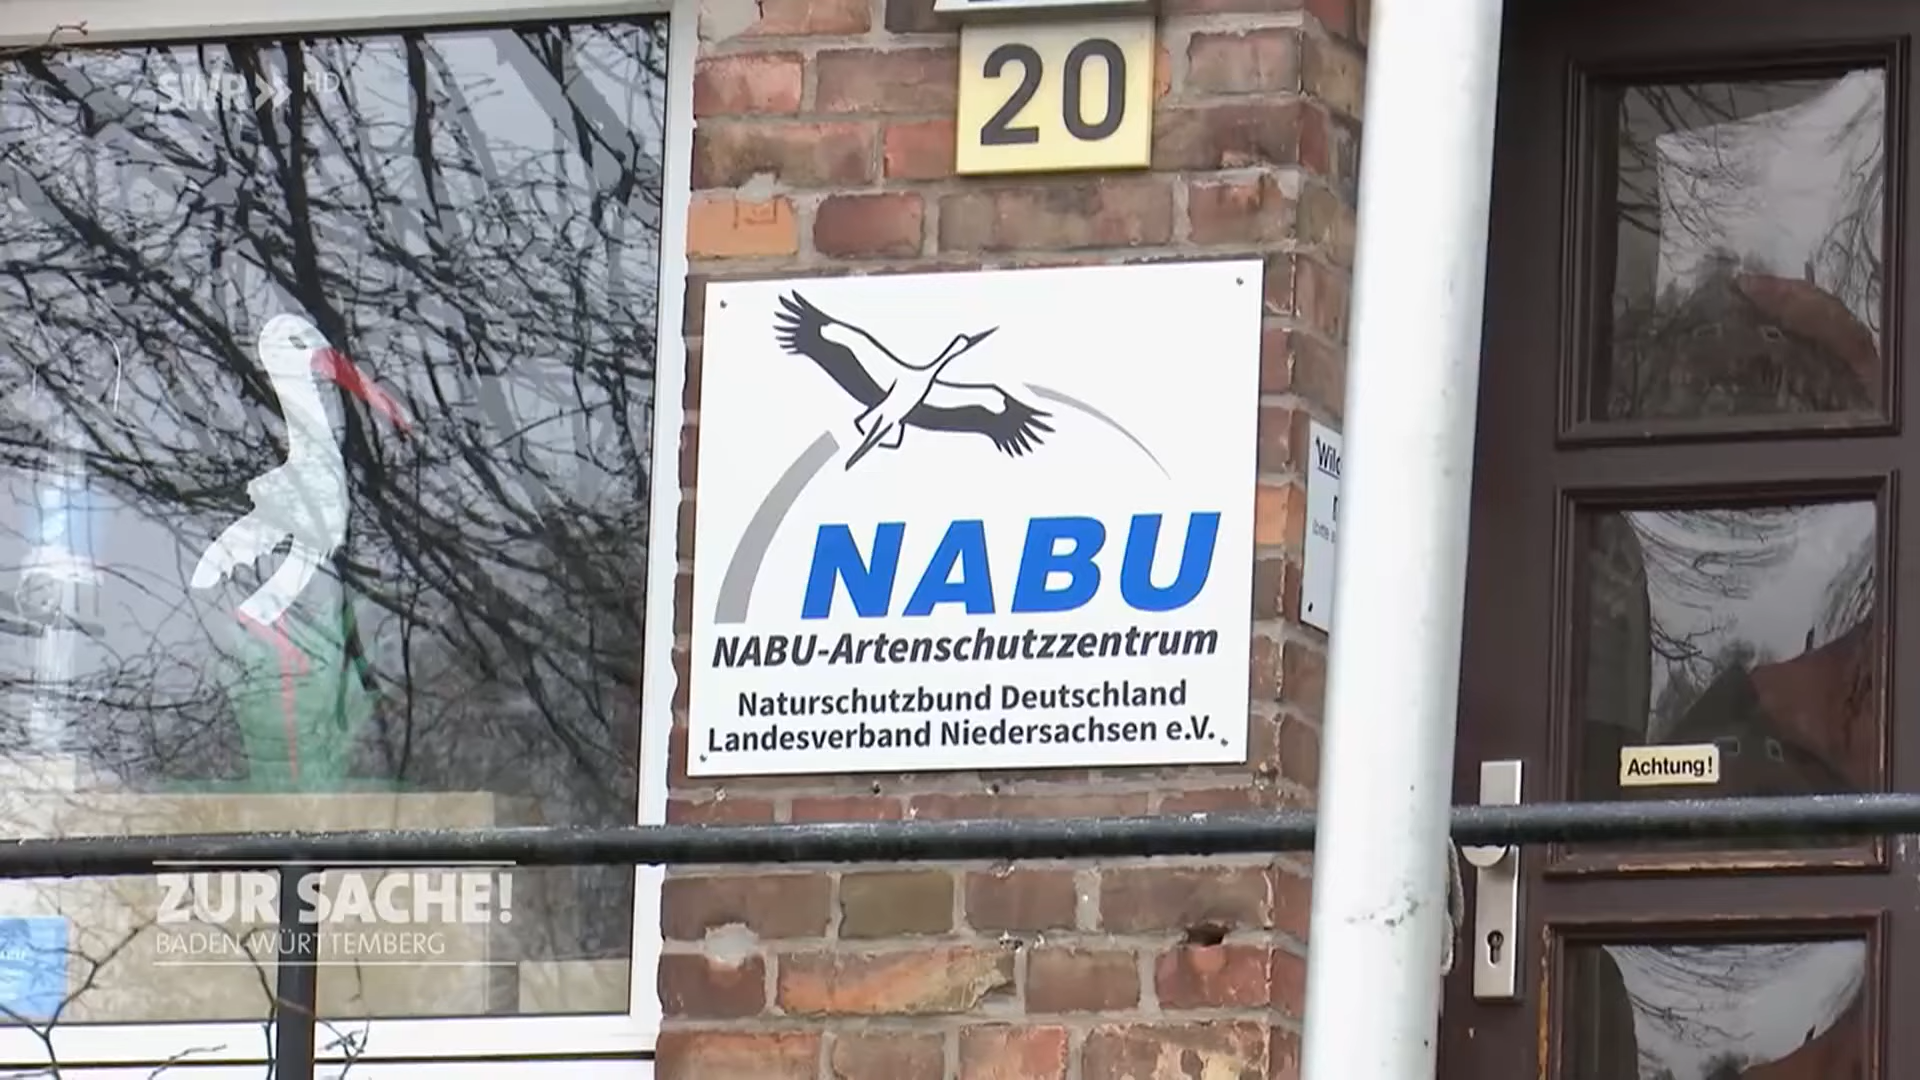 SWR» HD
20
NABU
NABU-Artenschutzzentrum
Naturschutzbund Deutschland
Landesverband Niedersachsen e.V.
Achtung!
ZUR SACHE!
BADEN-WÜRTTEMBERG